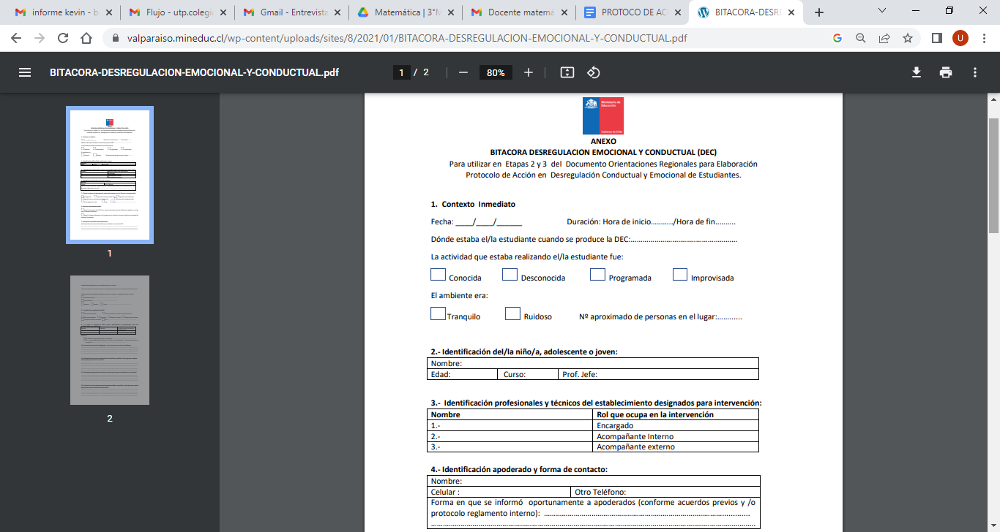 informe kevin - b
Flujo - utp.colegi
Gmail - Entrevista
Matemática | 3°M
Docente matemá
PROTOCO DE AC
BITACORA-DESRE
valparaiso.mineduc.cl/wp-content/uploads/sites/8/2021/01/BITACORA-DESREGULACION-EMOCIONAL-Y-CONDUCTUAL.pdf
U
BITACORA-DESREGULACION-EMOCIONAL-Y-CONDUCTUAL.pdf
1 / 2
80%
1
2
Ministerio de
Educación
Gobierno de Chile
ANEXO
BITACORA DESREGULACION EMOCIONAL Y CONDUCTUAL (DEC)
Para utilizar en Etapas 2 y 3 del Documento Orientaciones Regionales para Elaboración
Protocolo de Acción en Desregulación Conductual y Emocional de Estudiantes.
1. Contexto Inmediato
Fecha: ____/____/______ Duración: Hora de inicio.........../Hora de fin..........
Dónde estaba el/la estudiante cuando se produce la DEC:......................................................
La actividad que estaba realizando el/la estudiante fue:
Conocida Desconocida Programada Improvisada
El ambiente era:
Tranquilo Ruidoso Nº aproximado de personas en el lugar:............
2.- Identificación del/la niño/a, adolescente o joven:
Nombre:
Edad: Curso: Prof. Jefe:
3.- Identificación profesionales y técnicos del establecimiento designados para intervención:
Nombre Rol que ocupa en la intervención
1.- Encargado
2.- Acompañante Interno
3.- Acompañante externo
4.- Identificación apoderado y forma de contacto:
Nombre:
Celular : Otro Teléfono:
Forma en que se informó oportunamente a apoderados (conforme acuerdos previos y /o
protocolo reglamento interno): ..........................................................................
..........................................................................................................................